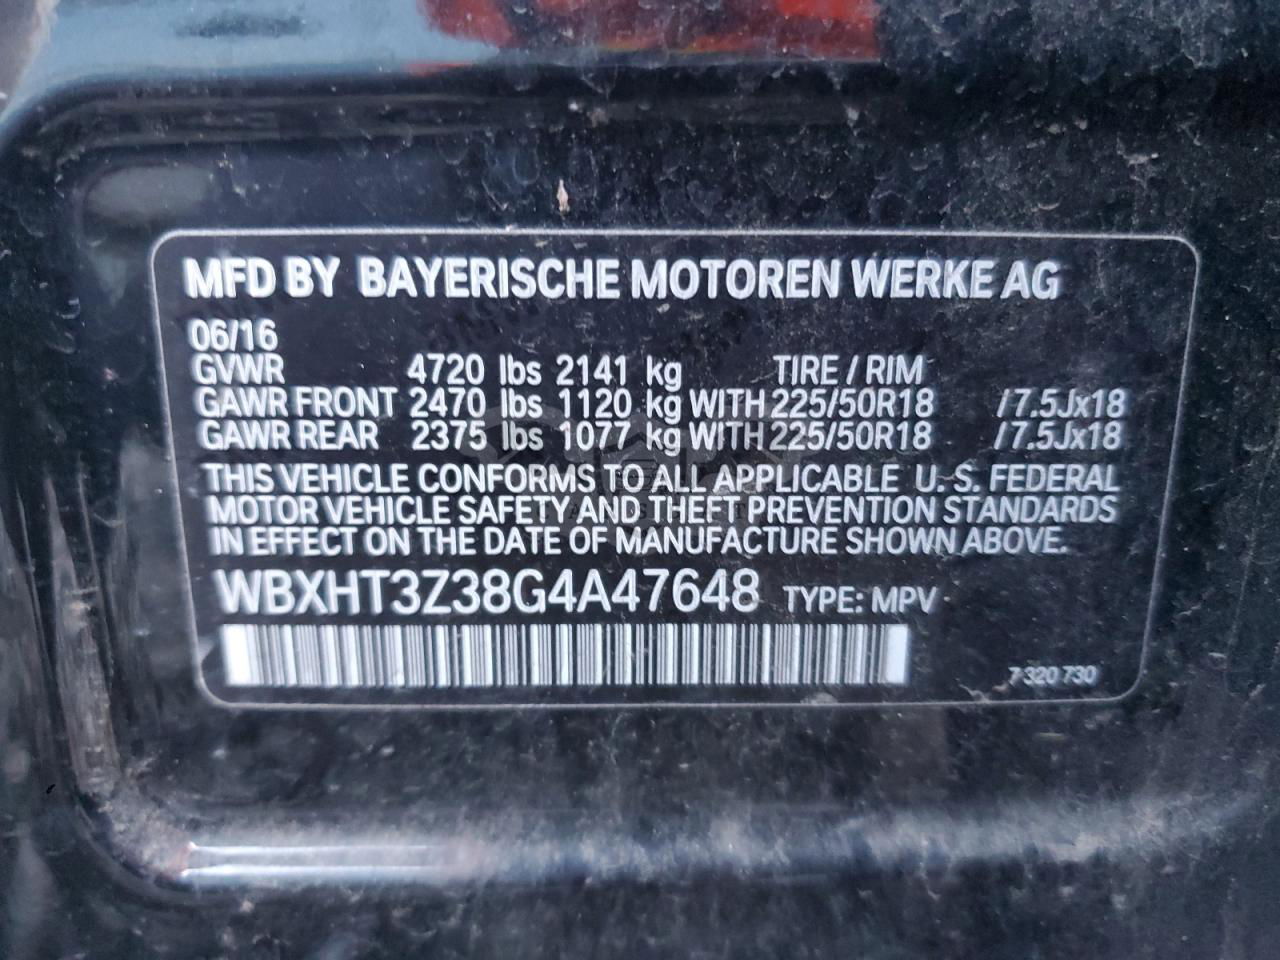 MFD BY BAYERISCHE MOTOREN WERKE AG
06/16
GVWR 4720 lbs 2141 kg TIRE / RIM
GAWR FRONT 2470 lbs 1120 kg WITH 225/50R18 /7.5Jx18
GAWR REAR 2375 lbs 1077 kg WITH 225/50R18 /7.5Jx18
THIS VEHICLE CONFORMS TO ALL APPLICABLE U. S. FEDERAL
MOTOR VEHICLE SAFETY AND THEFT PREVENTION STANDARDS
IN EFFECT ON THE DATE OF MANUFACTURE SHOWN ABOVE.
WBXHT3Z38G4A47648 TYPE: MPV
7 320 730